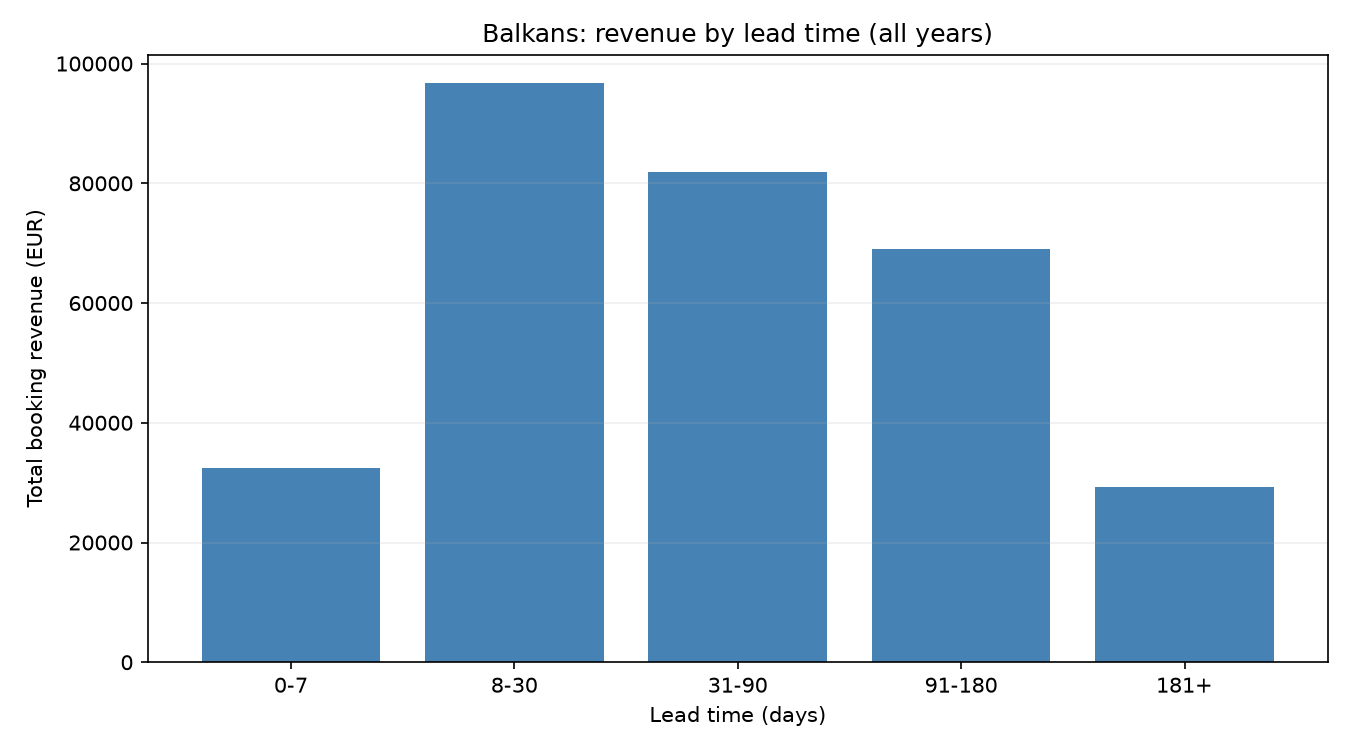 Balkans: revenue by lead time (all years)
Total booking revenue (EUR)
100000
80000
60000
40000
20000
0
0-7 8-30 31-90 91-180 181+
Lead time (days)